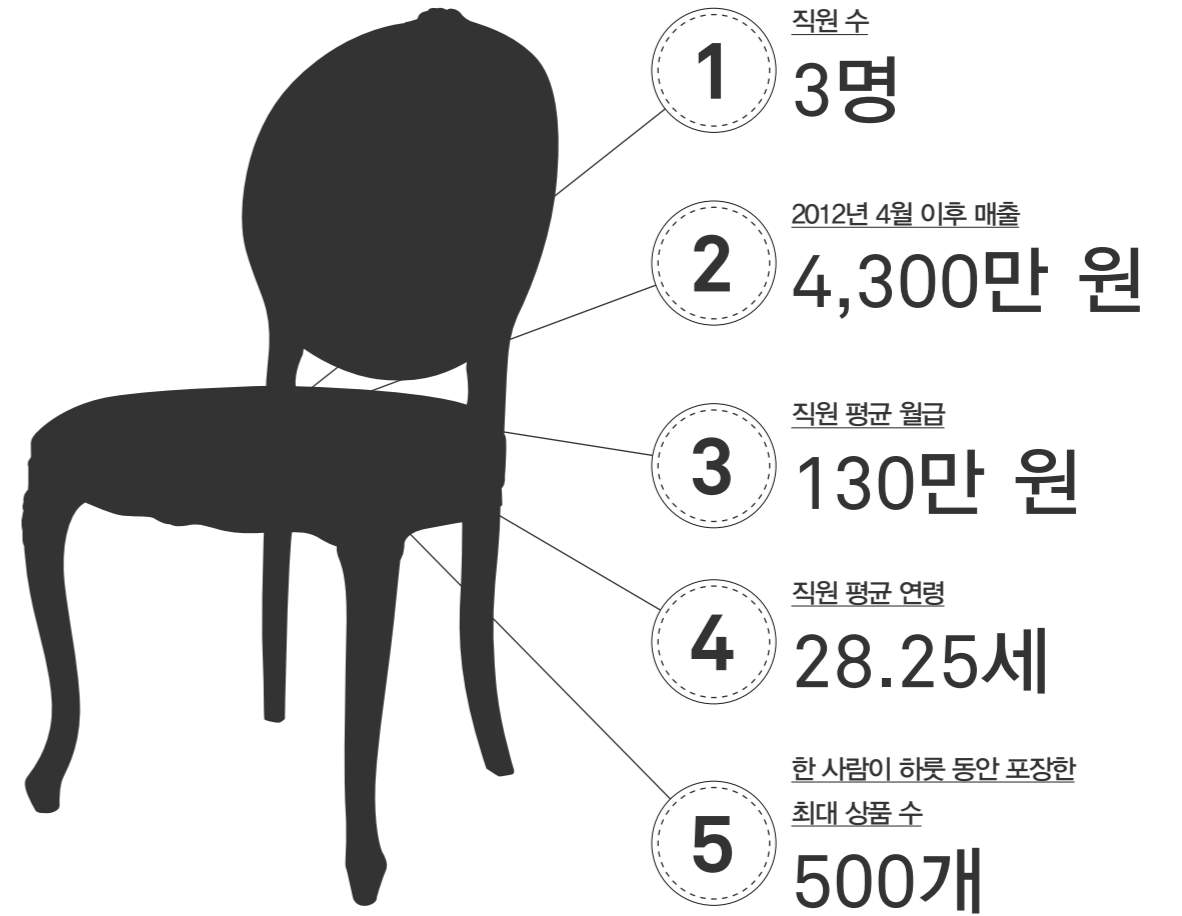 1
직원 수
3명
2
2012년 4월 이후 매출
4,300만 원
3
직원 평균 월급
130만 원
4
직원 평균 연령
28.25세
5
한 사람이 하룻 동안 포장한
최대 상품 수
500개